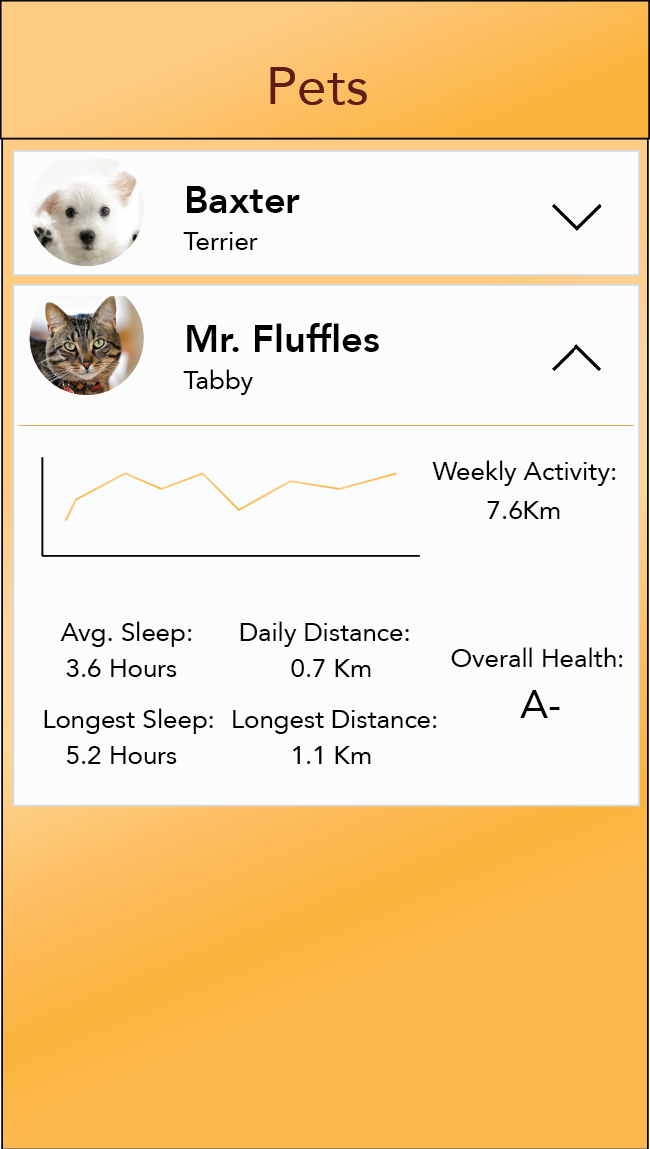 Pets
Baxter
Terrier
Mr. Fluffles
Tabby
Weekly Activity:
7.6Km
Avg. Sleep:
3.6 Hours
Daily Distance:
0.7 Km
Longest Sleep:
5.2 Hours
Longest Distance:
1.1 Km
Overall Health:
A-